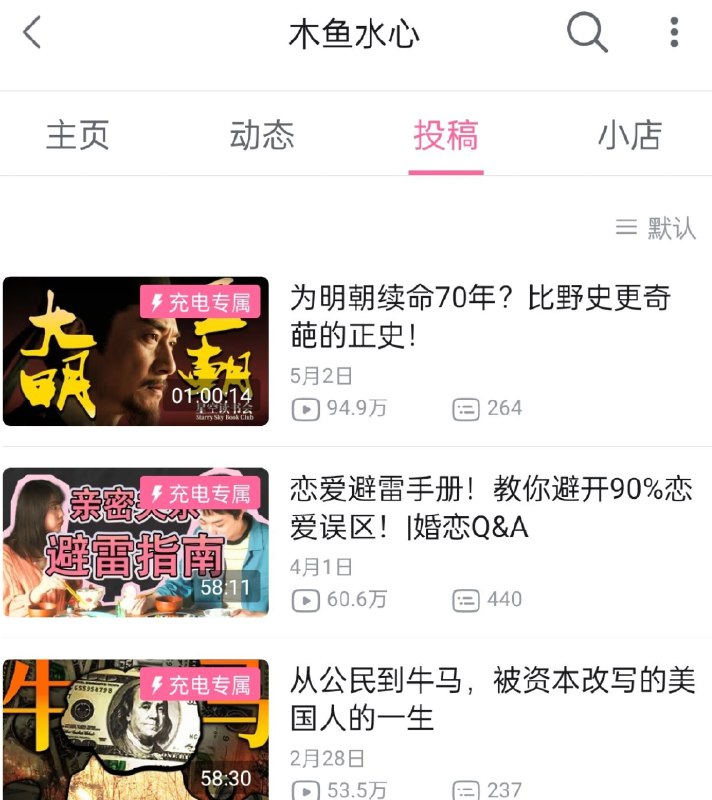 木鱼水心
主页
动态
投稿
小店
默认
充电专属
大明
王朝
01:00:14
星空读书会
Starry Sky Book Club
为明朝续命70年？比野史更奇
葩的正史！
5月2日
94.9万
264
充电专属
亲密关系
避雷指南
58:11
恋爱避雷手册！教你避开90%恋
爱误区！|婚恋Q&A
4月1日
60.6万
440
充电专属
牛马
58:30
从公民到牛马，被资本改写的美
国人的一生
2月28日
53.5万
237